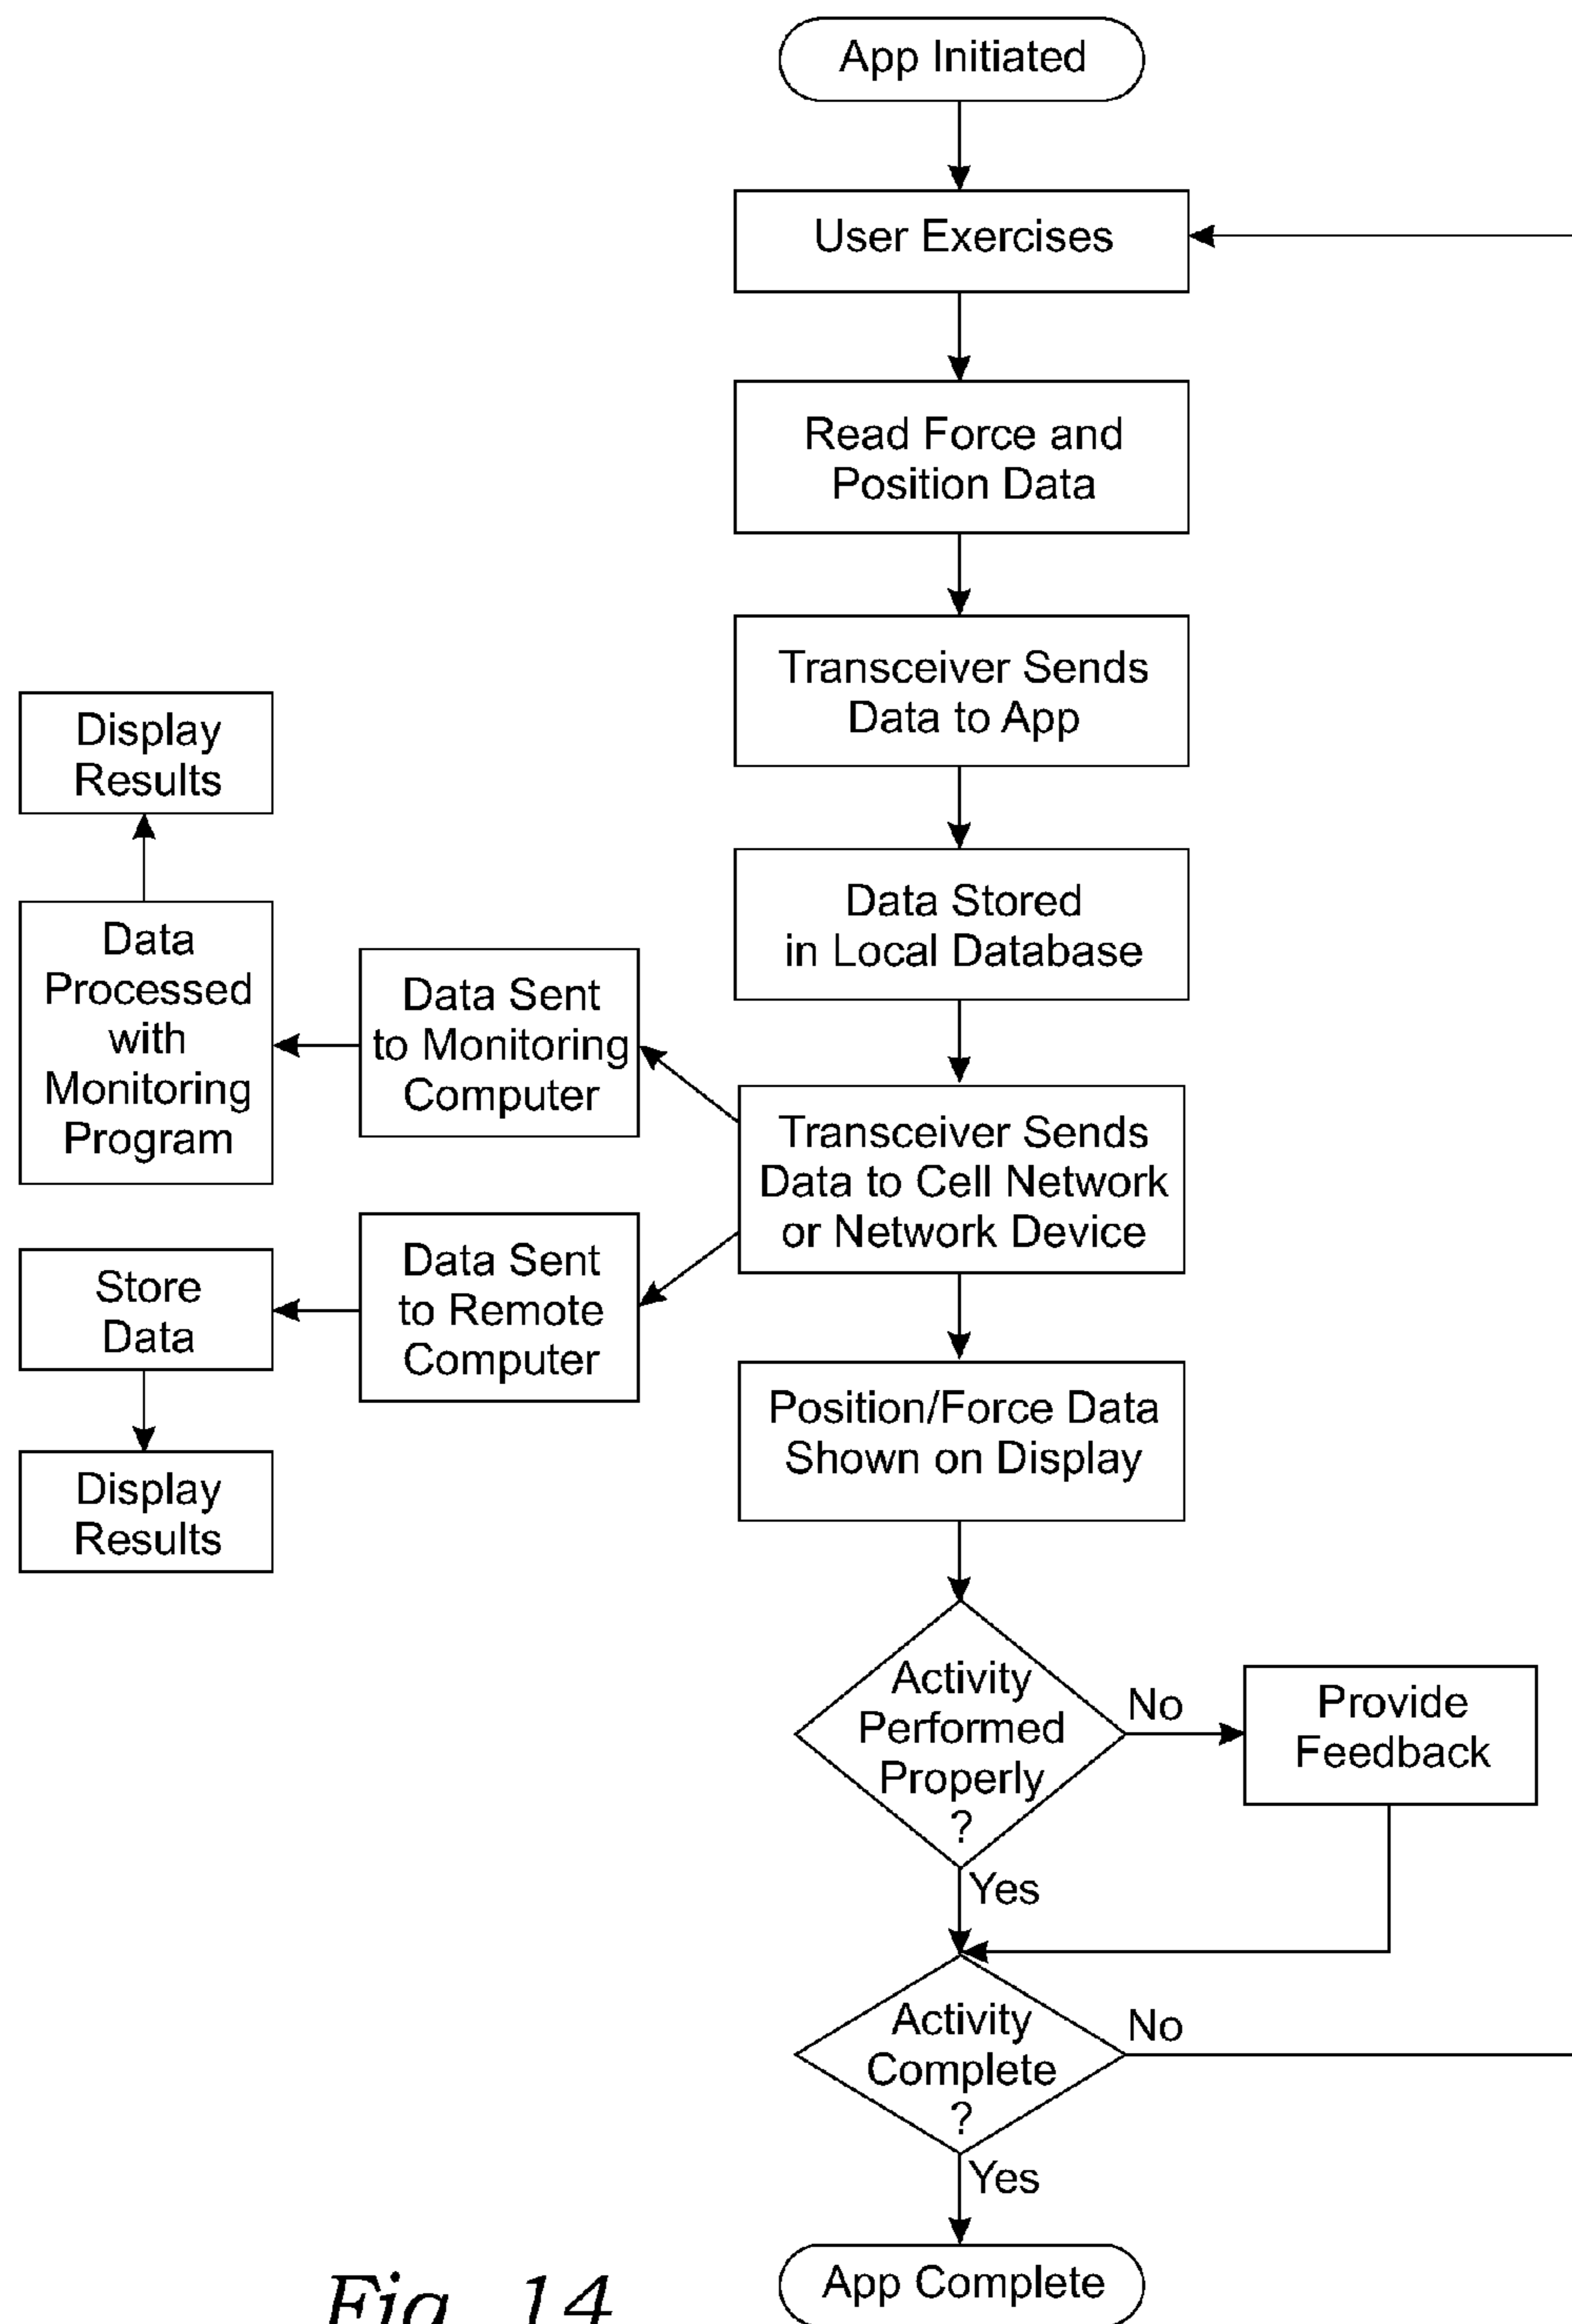 App Initiated
User Exercises
Read Force and
Position Data
Transceiver Sends
Data to App
Data Stored
in Local Database
Transceiver Sends
Data to Cell Network
or Network Device
Data Sent
to Monitoring
Computer
Data
Processed
with
Monitoring
Program
Display
Results
Data Sent
to Remote
Computer
Store
Data
Display
Results
Position/Force Data
Shown on Display
Activity
Performed
Properly
?
No
Provide
Feedback
Yes
Activity
Complete
?
No
Yes
App Complete
Fig. 14